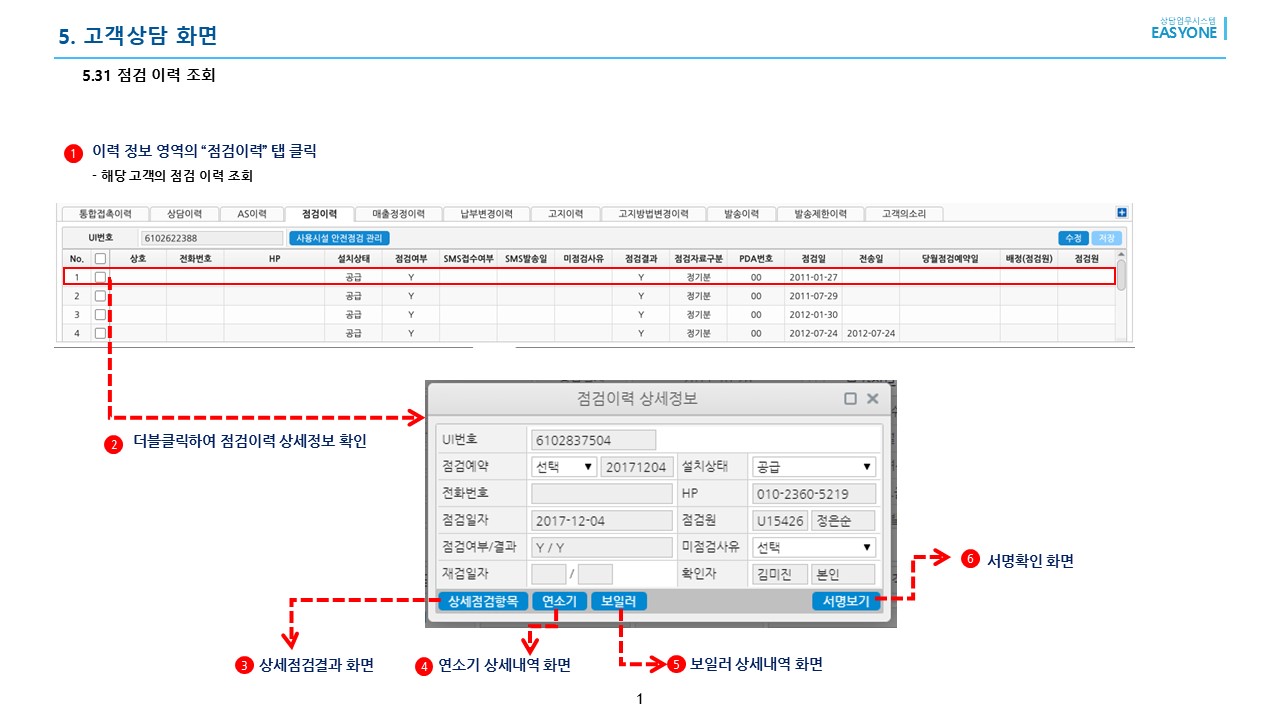 5. 고객상담 화면
상담업무시스템
EASYONE
5.31 점검 이력 조회
1 이력 정보 영역의 “점검이력” 탭 클릭
- 해당 고객의 점검 이력 조회
통합접촉이력 상담이력 AS이력 점검이력 매출정정이력 납부변경이력 고지이력 고지방법변경이력 발송이력 발송제한이력 고객의소리
UI번호 6102622388 사용시설 안전점검 관리 수정 저장
No. 상호 전화번호 HP 설치상태 점검여부 SMS접수여부 SMS발송일 미점검사유 점검결과 점검자료구분 PDA번호 점검일 전송일 당월점검예약일 배정(점검원) 점검원
1 공급 Y Y 정기분 00 2011-01-27
2 공급 Y Y 정기분 00 2011-07-29
3 공급 Y Y 정기분 00 2012-01-30
4 공급 Y Y 정기분 00 2012-07-24 2012-07-24
점검이력 상세정보
2 더블클릭하여 점검이력 상세정보 확인
UI번호 6102837504
점검예약 선택 20171204 설치상태 공급
전화번호 HP 010-2360-5219
점검일자 2017-12-04 점검원 U15426 정은순
점검여부/결과 Y / Y 미점검사유 선택
재검일자 / 확인자 김미진 본인
상세점검항목 연소기 보일러 서명보기
6 서명확인 화면
3 상세점검결과 화면
4 연소기 상세내역 화면
5 보일러 상세내역 화면
1